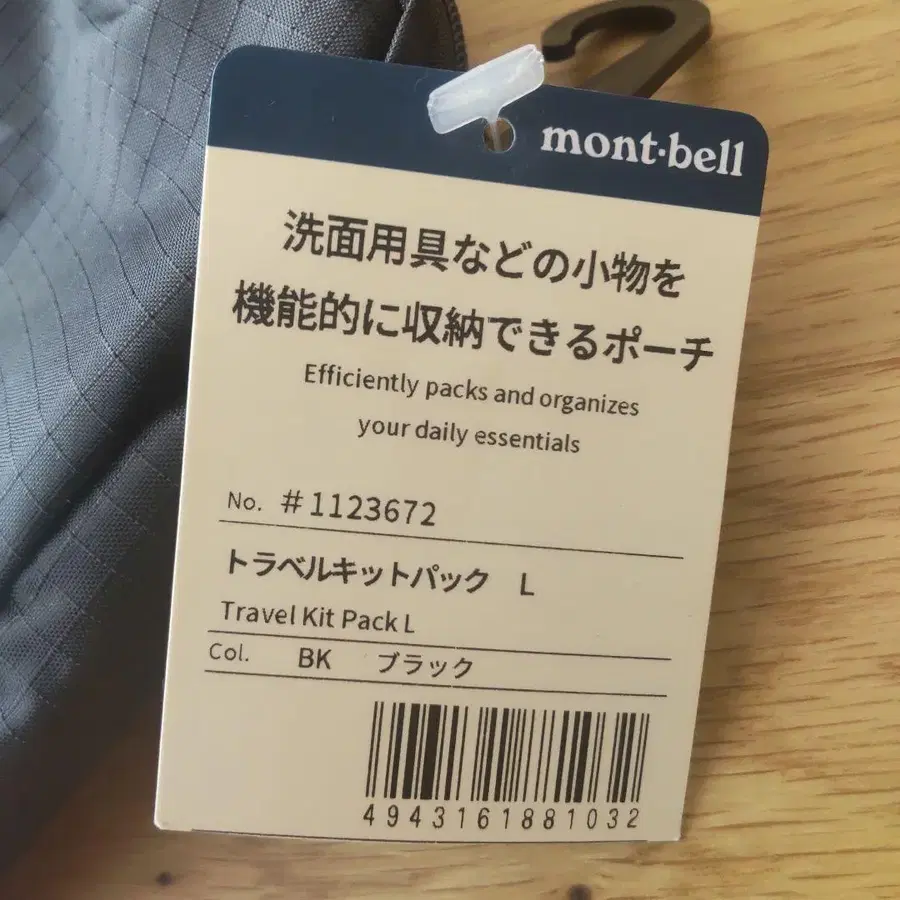 mont·bell
洗面用具などの小物を
機能的に収納できるポーチ
Efficiently packs and organizes
your daily essentials
No. #1123672
トラベルキットパック L
Travel Kit Pack L
Col. BK ブラック
4943161881032